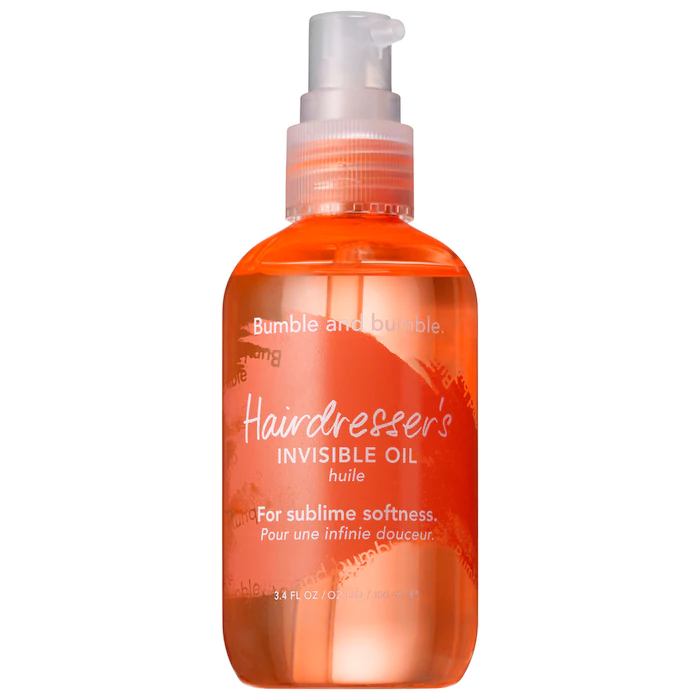 Bumble and bumble.
Hairdresser's
INVISIBLE OIL
huile
For sublime softness.
Pour une infinie douceur.
3.4 FL OZ / OZ